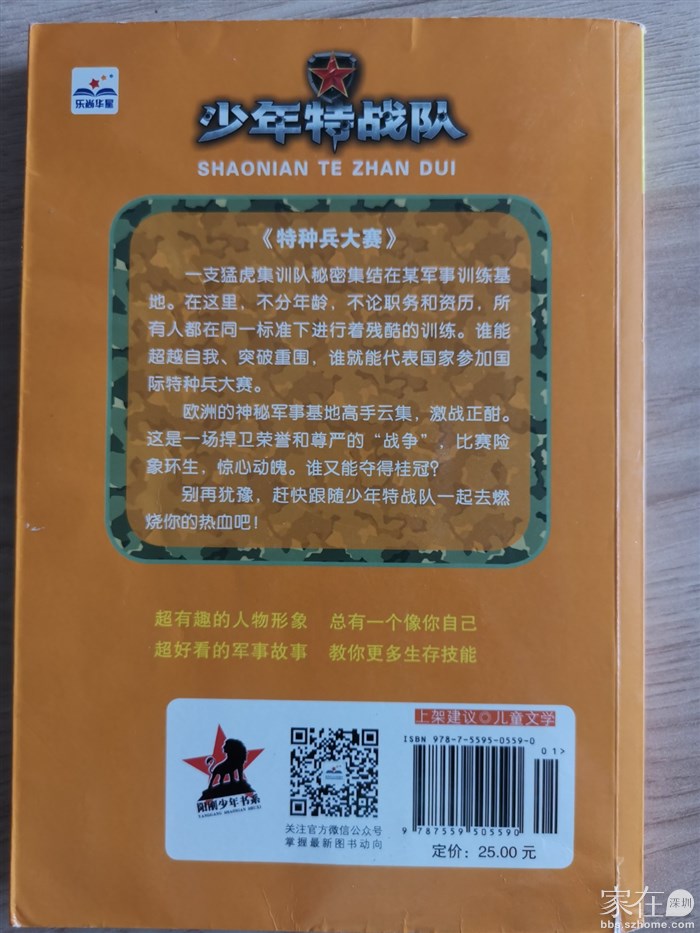 乐尚华星
少年特战队
SHAONIAN TE ZHAN DUI
《特种兵大赛》
一支猛虎集训队秘密集结在某军事训练基
地。在这里，不分年龄，不论职务和资历，所
有人都在同一标准下进行着残酷的训练。谁能
超越自我、突破重围，谁就能代表国家参加国
际特种兵大赛。
欧洲的神秘军事基地高手云集，激战正酣。
这是一场捍卫荣誉和尊严的“战争”，比赛险
象环生，惊心动魄。谁又能夺得桂冠？
别再犹豫，赶快跟随少年特战队一起去燃
烧你的热血吧！
超有趣的人物形象 总有一个像你自己
超好看的军事故事 教你更多生存技能
上架建议◎儿童文学
ISBN 978-7-5595-0559-0
01>
9 787559 505590
阳刚少年书系
YANGGANG SHAONIAN SHUXI
关注官方微信公众号
掌握最新图书动向
定价：25.00 元
家在深圳
bbs.szhome.com